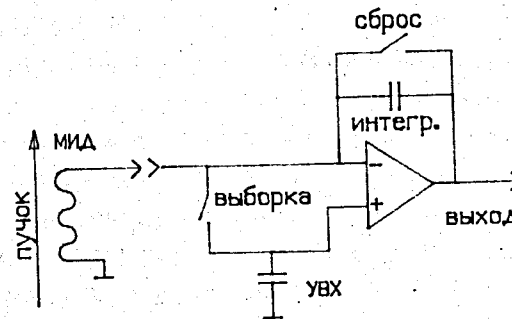 сброс
МИД
интегр.
выборка
пучок
выход
УВХ